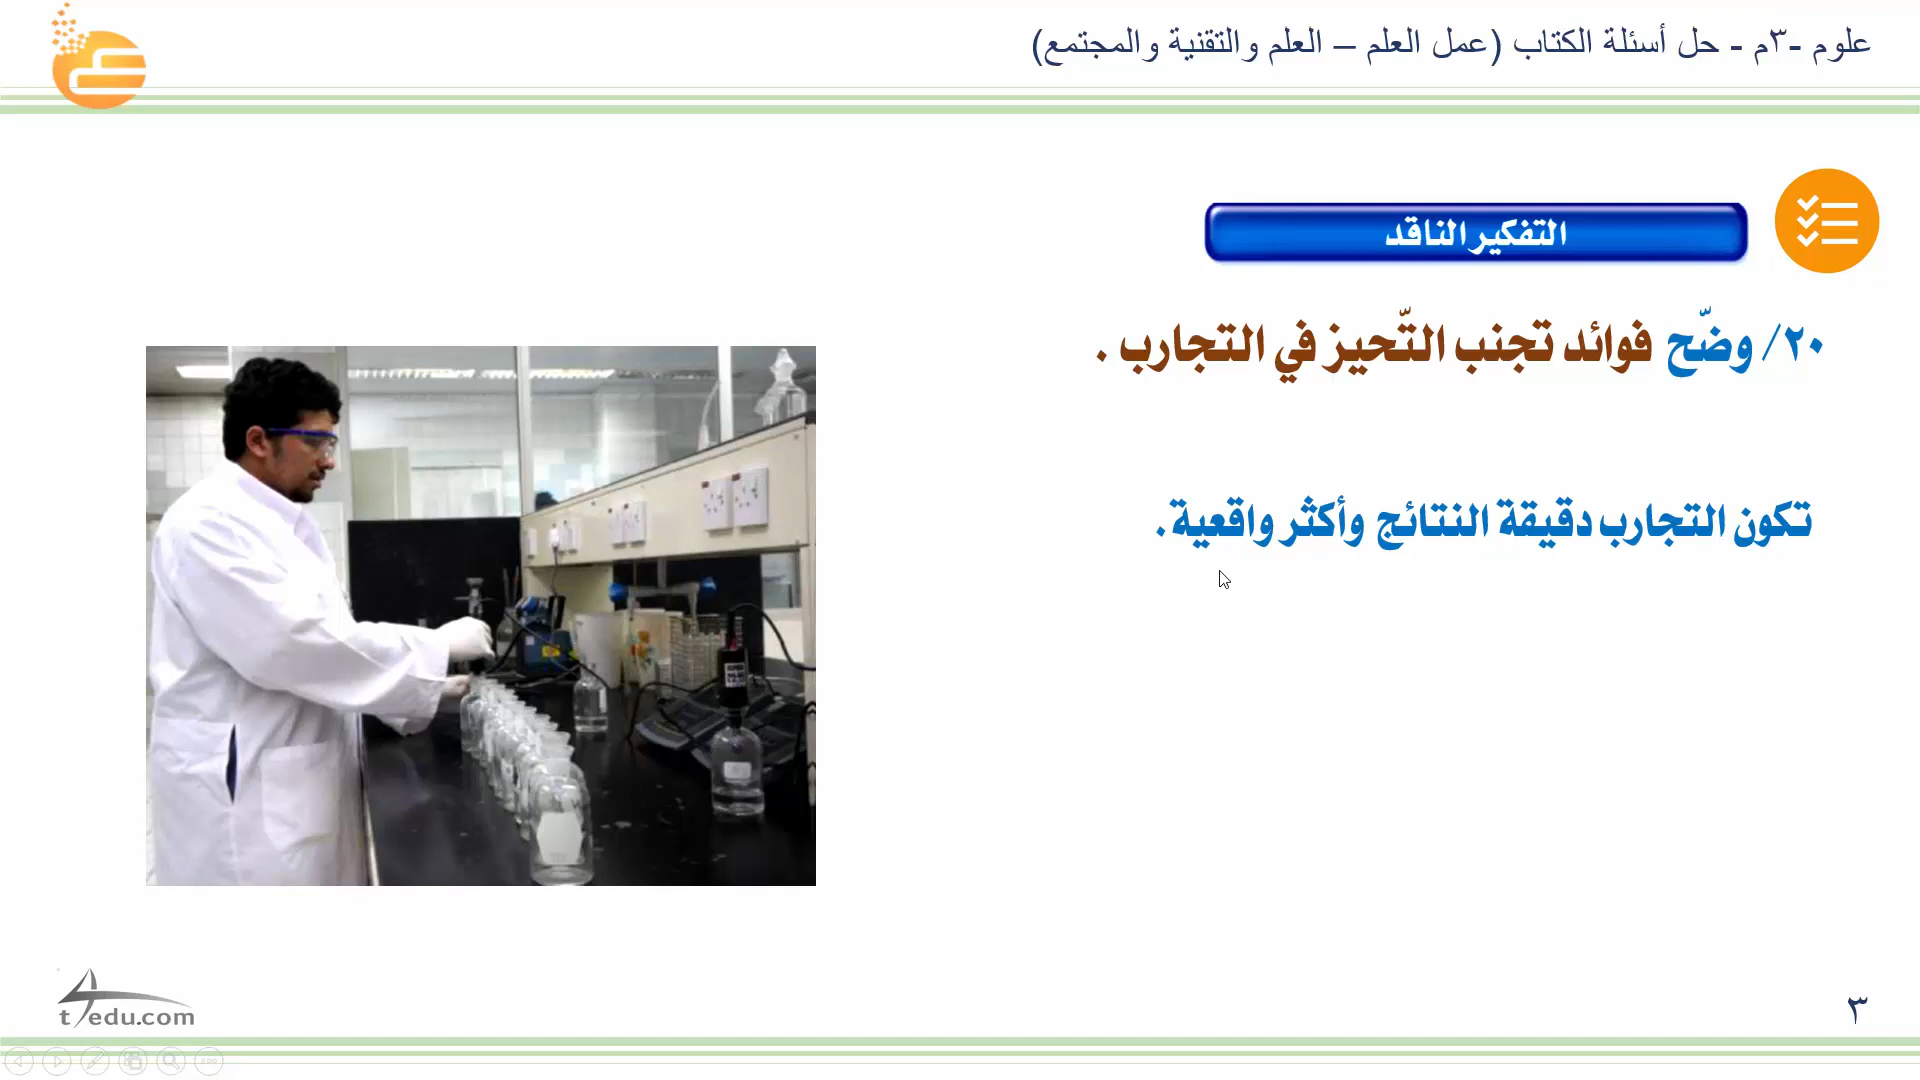 علوم -٣م - حل أسئلة الكتاب (عمل العلم – العلم والتقنية والمجتمع)
التفكير الناقد
٢٠/ وضّح فوائد تجنب التّحيز في التجارب .
تكون التجارب دقيقة النتائج وأكثر واقعية.
t4edu.com
٣